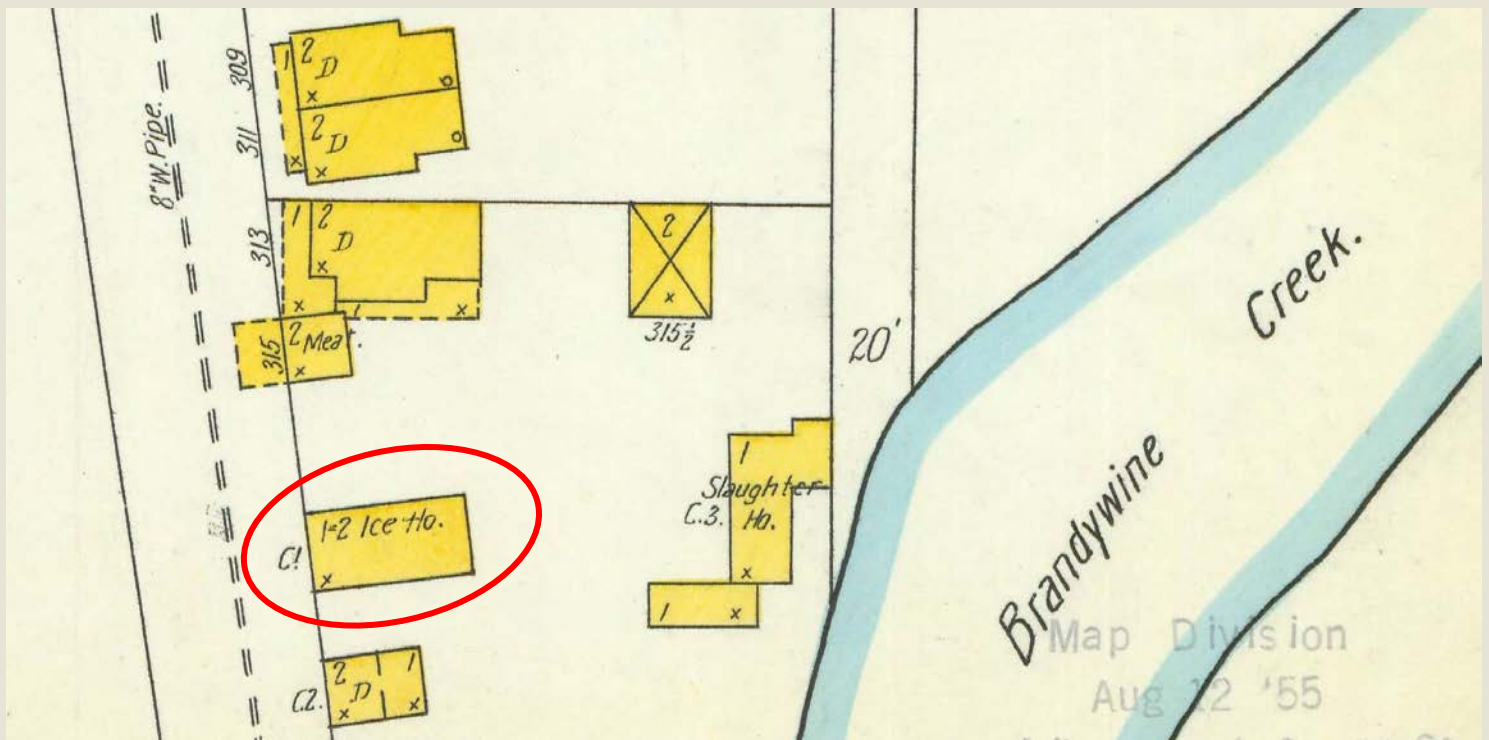 309
2
1
D
x
o
311
2
D
x
x
o
8" W. Pipe.
313
1
2
D
x
x
1
x
315
2 Meat.
x
2
x
315½
20'
Creek.
Brandywine
C!
1=2 Ice Ho.
x
1
Slaughter
C.3.
Ho.
x
1
x
C.2.
2
D
x
1
x
Map Division
Aug 12 '55